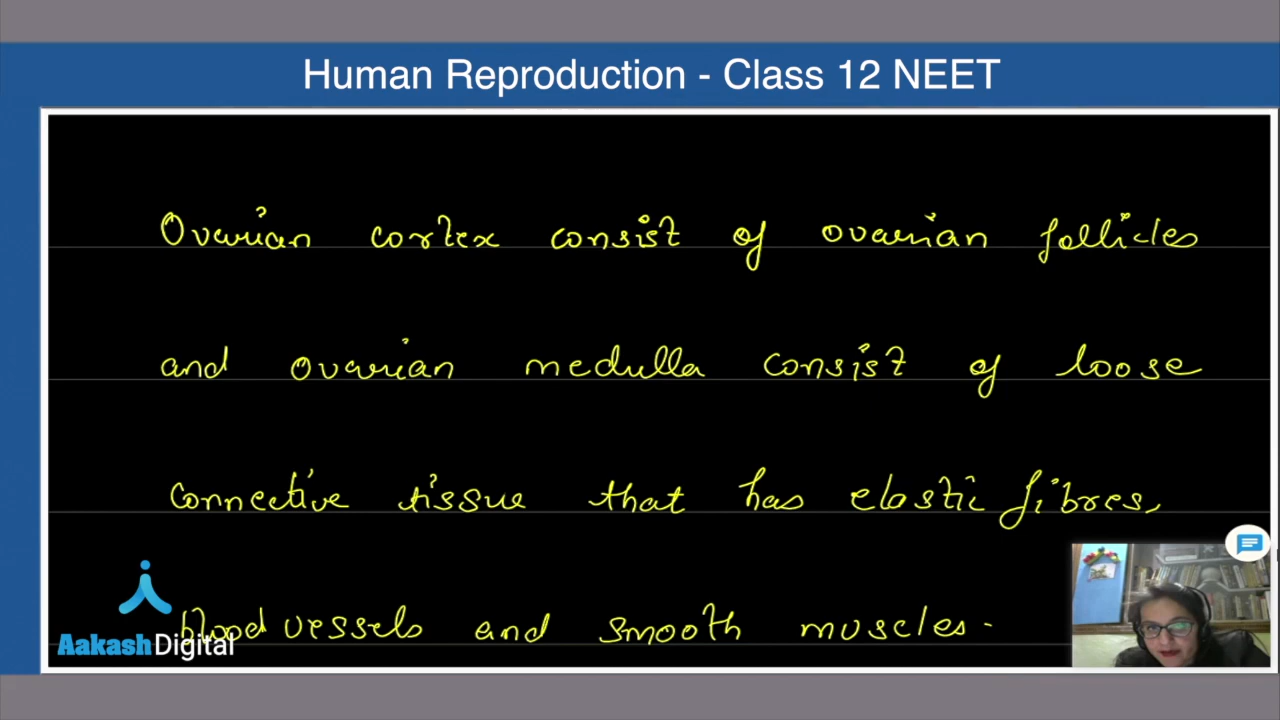 Human Reproduction - Class 12 NEET
Ovarian cortex consist of ovarian follicles
and ovarian medulla consist of loose
connective tissue that has elastic fibres,
blood vessels and smooth muscles.
Aakash Digital